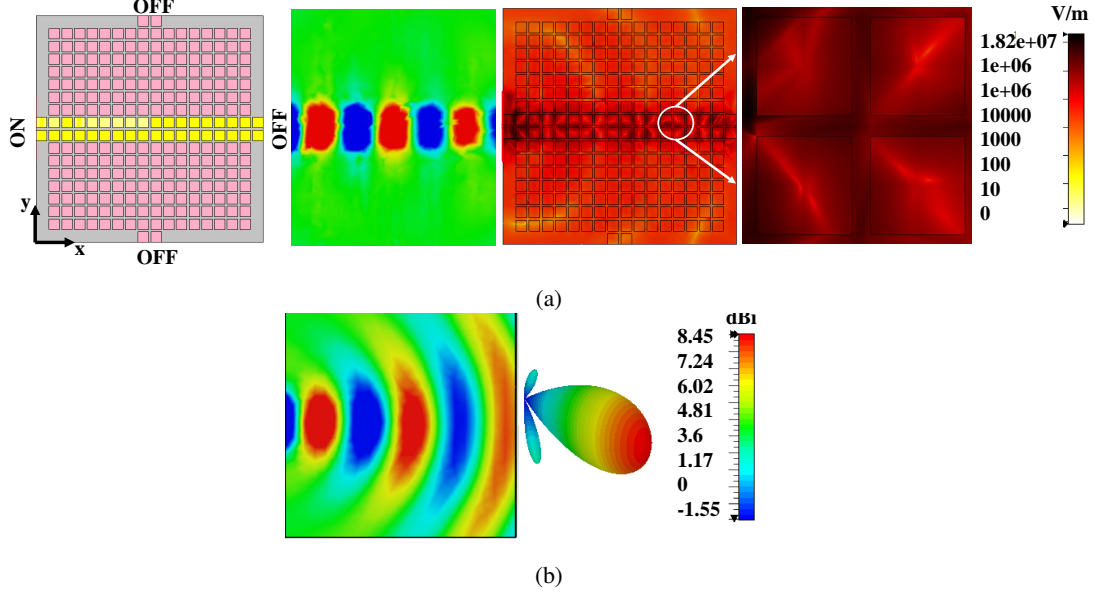 OFF
ON
OFF
y
x
OFF
V/m
1.82e+07
1e+06
1e+06
10000
1000
100
10
0
(a)
dBi
8.45
7.24
6.02
4.81
3.6
1.17
0
-1.55
(b)